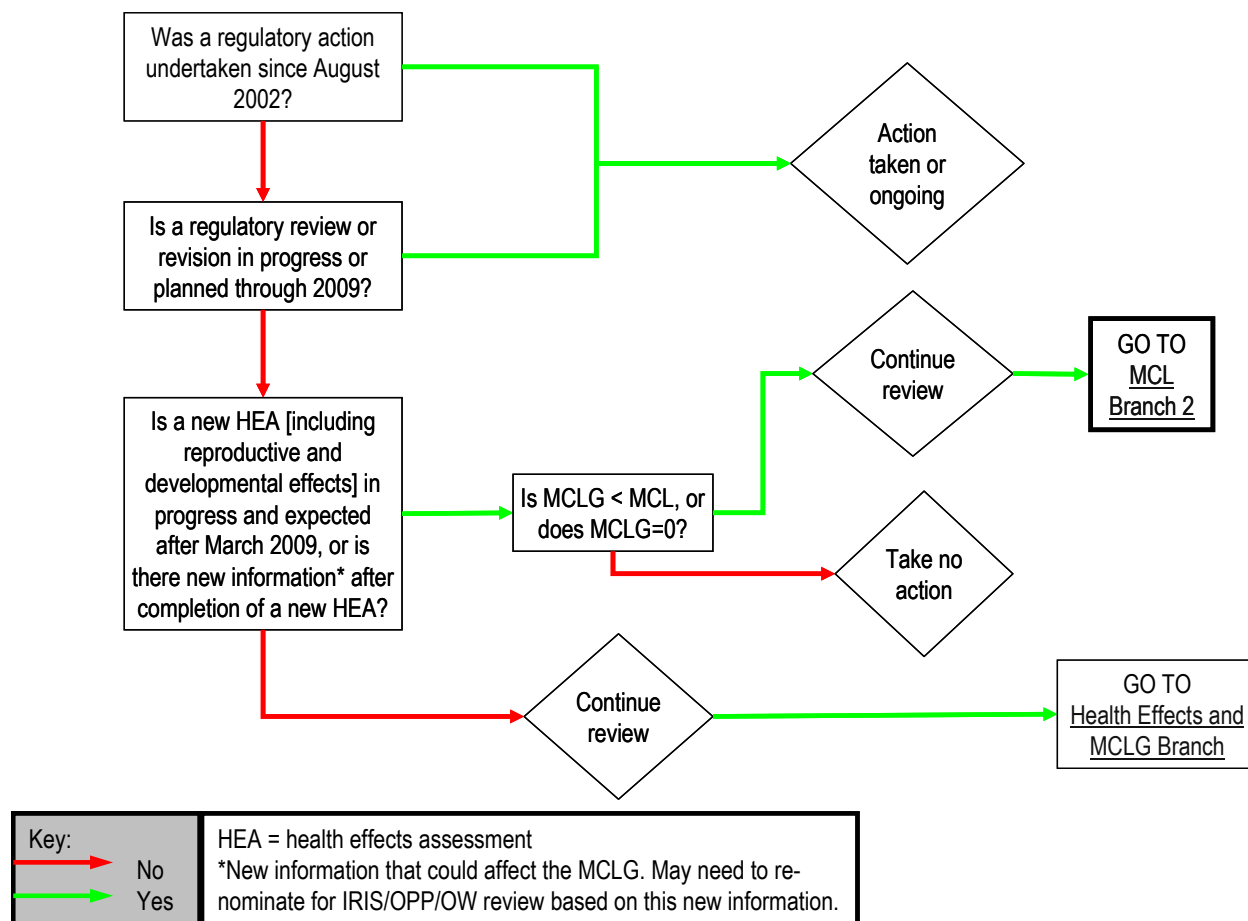 Was a regulatory action
undertaken since August
2002?
Action
taken or
ongoing
Is a regulatory review or
revision in progress or
planned through 2009?
Continue
review
GO TO
MCL
Branch 2
Is a new HEA [including
reproductive and
developmental effects] in
progress and expected
after March 2009, or is
there new information* after
completion of a new HEA?
Is MCLG < MCL, or
does MCLG=0?
Take no
action
Continue
review
GO TO
Health Effects and
MCLG Branch
Key:
No
Yes
HEA = health effects assessment
*New information that could affect the MCLG. May need to re-
nominate for IRIS/OPP/OW review based on this new information.